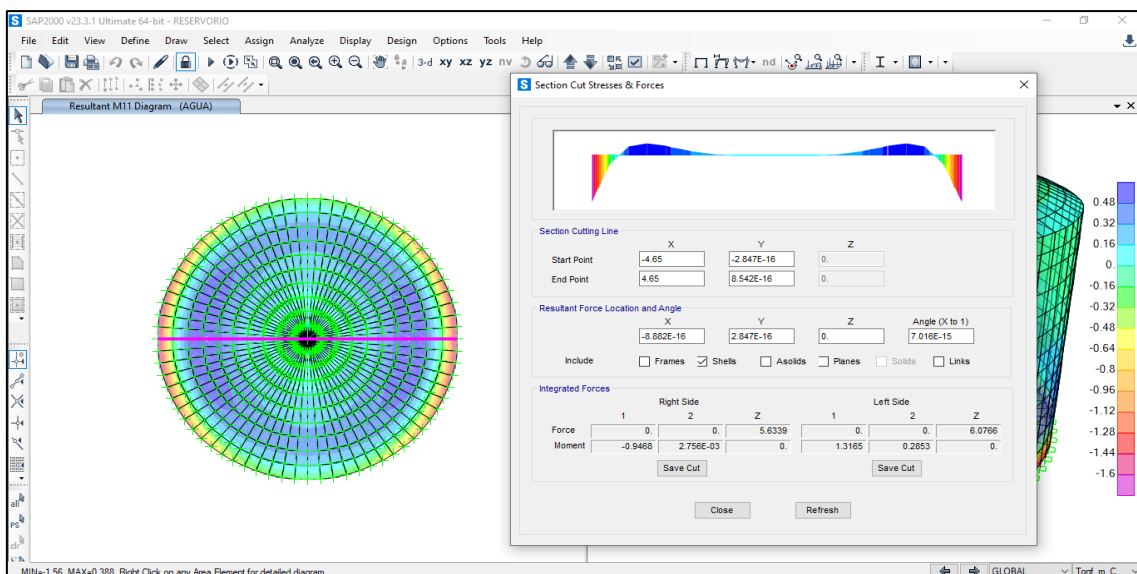 SAP2000 v23.3.1 Ultimate 64-bit - RESERVORIO
File Edit View Define Draw Select Assign Analyze Display Design Options Tools Help
3-d xy xz yz nv nd
Resultant M11 Diagram (AGUA)
Section Cut Stresses & Forces
Section Cutting Line
X Y Z
Start Point -4.65 -2.847E-16 0.
End Point 4.65 8.542E-16 0.
Resultant Force Location and Angle
X Y Z Angle (X to 1)
-8.882E-16 2.847E-16 0. 7.016E-15
Include Frames Shells Asolids Planes Solids Links
Integrated Forces
Right Side Left Side
1 2 Z 1 2 Z
Force 0. 0. 5.6339 0. 0. 6.0766
Moment -0.9468 2.756E-03 0. 1.3165 0.2853 0.
Save Cut Save Cut
Close Refresh
0.48
0.32
0.16
0.
-0.16
-0.32
-0.48
-0.64
-0.8
-0.96
-1.12
-1.28
-1.44
-1.6
all
PS
clr
MIN=-1.56, MAX=0.388, Right Click on any Area Element for detailed diagram
GLOBAL Tonf, m, C